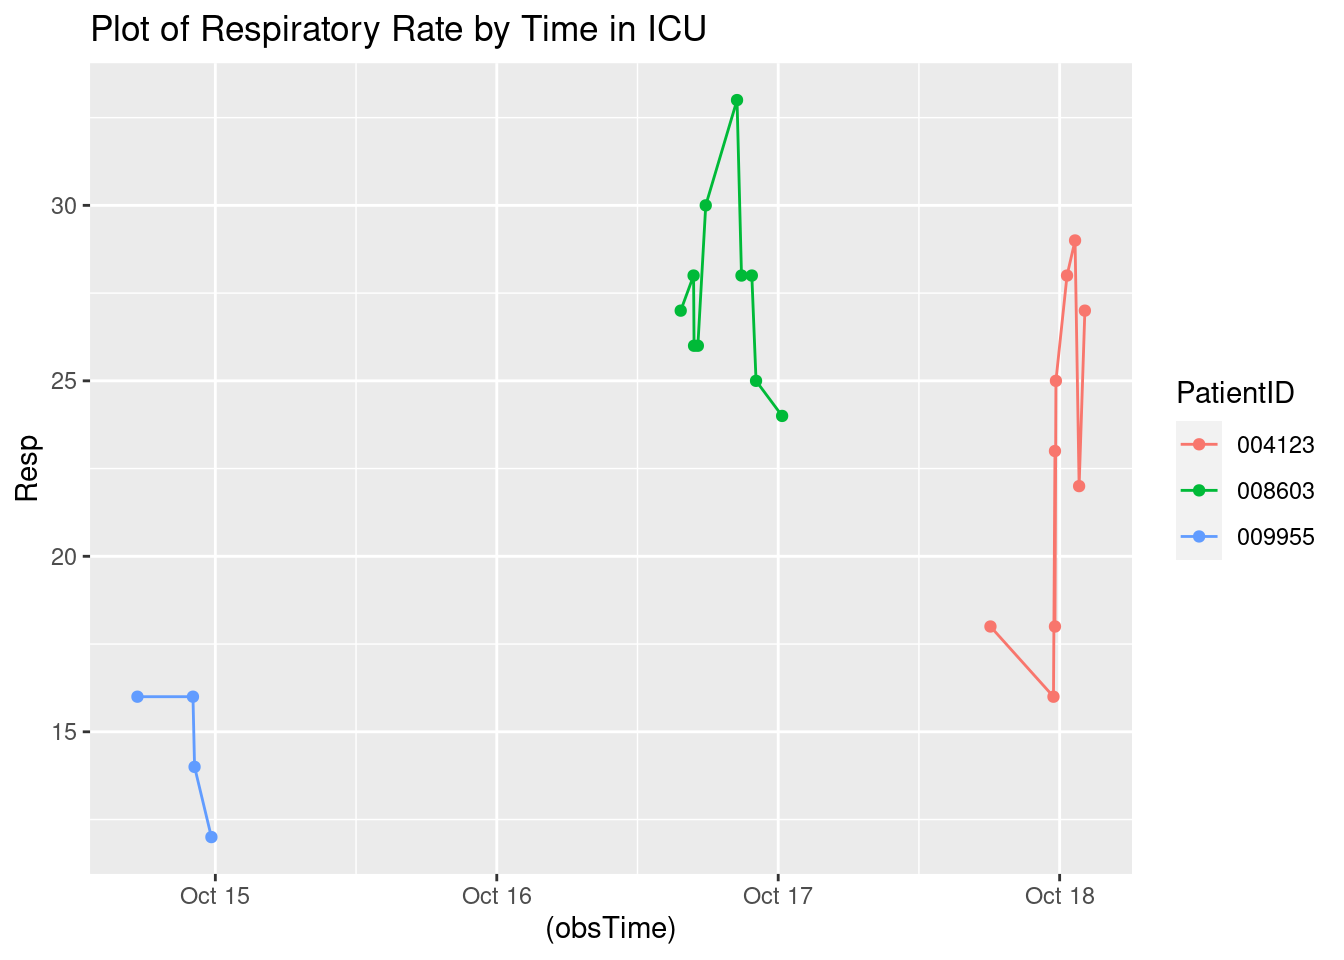 Plot of Respiratory Rate by Time in ICU
30
25
20
15
Resp
Oct 15
Oct 16
Oct 17
Oct 18
(obsTime)
PatientID
004123
008603
009955